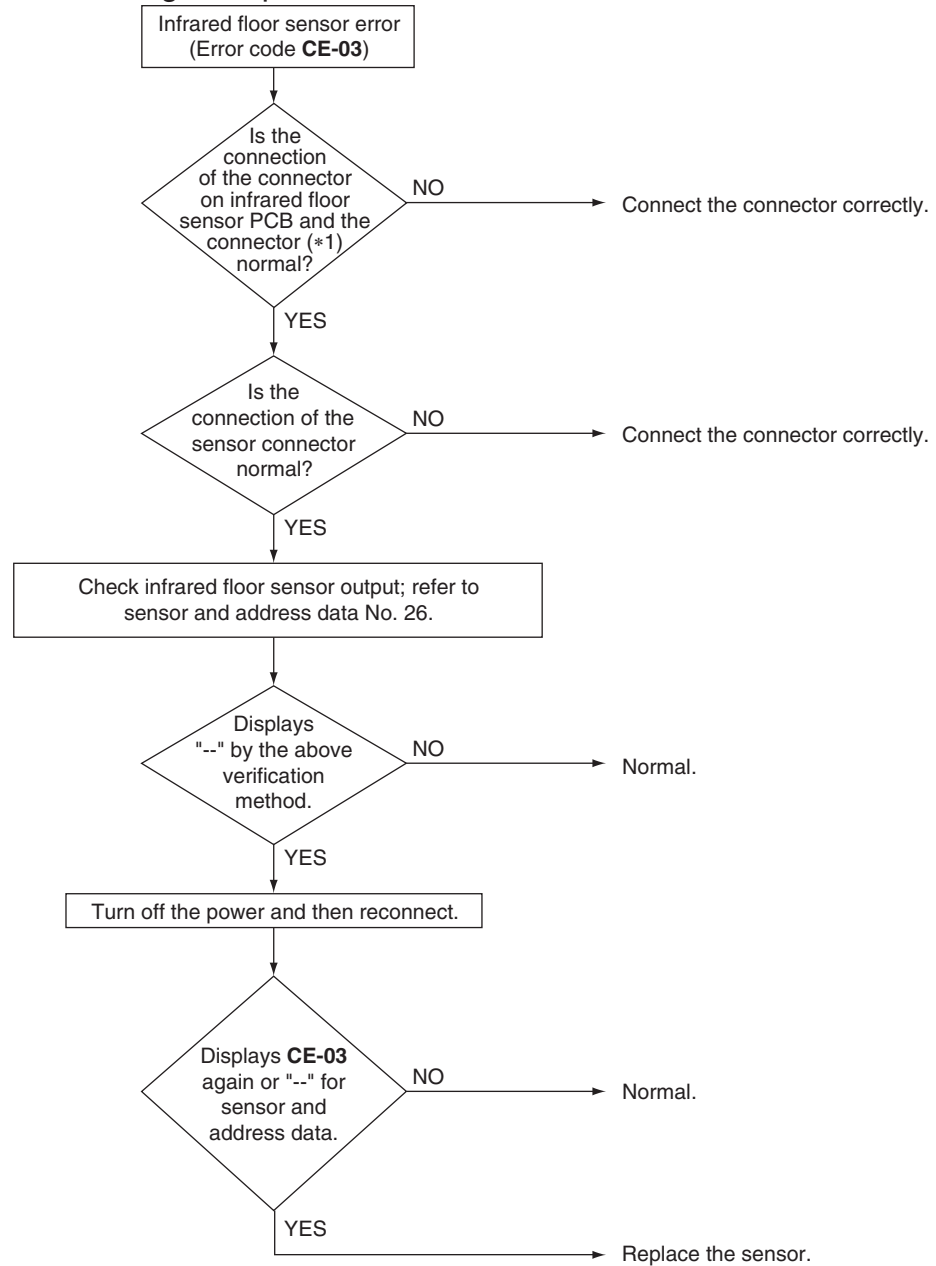 Infrared floor sensor error
(Error code CE-03)
Is the
connection
of the connector
on infrared floor
sensor PCB and the
connector (*1)
normal?
NO
Connect the connector correctly.
YES
Is the
connection of the
sensor connector
normal?
NO
Connect the connector correctly.
YES
Check infrared floor sensor output; refer to
sensor and address data No. 26.
Displays
"--" by the above
verification
method.
NO
Normal.
YES
Turn off the power and then reconnect.
Displays CE-03
again or "--" for
sensor and
address data.
NO
Normal.
YES
Replace the sensor.